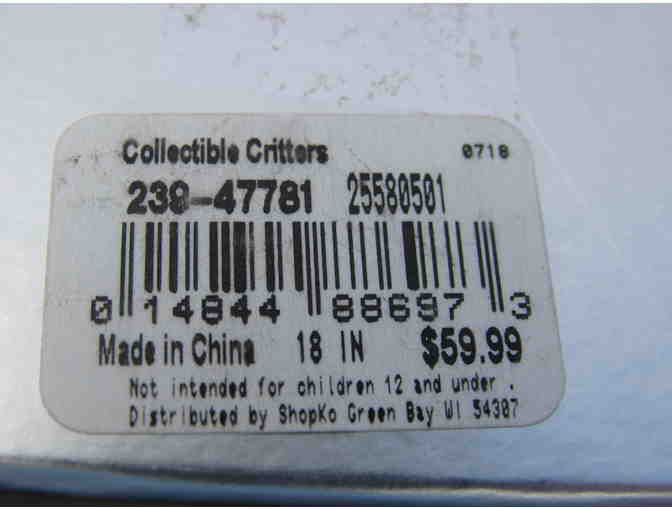 Collectible Critters 0718
239-47781 25580501
0 14844 88697 3
Made in China 18 IN $59.99
Not intended for children 12 and under .
Distributed by ShopKo Green Bay WI 54307